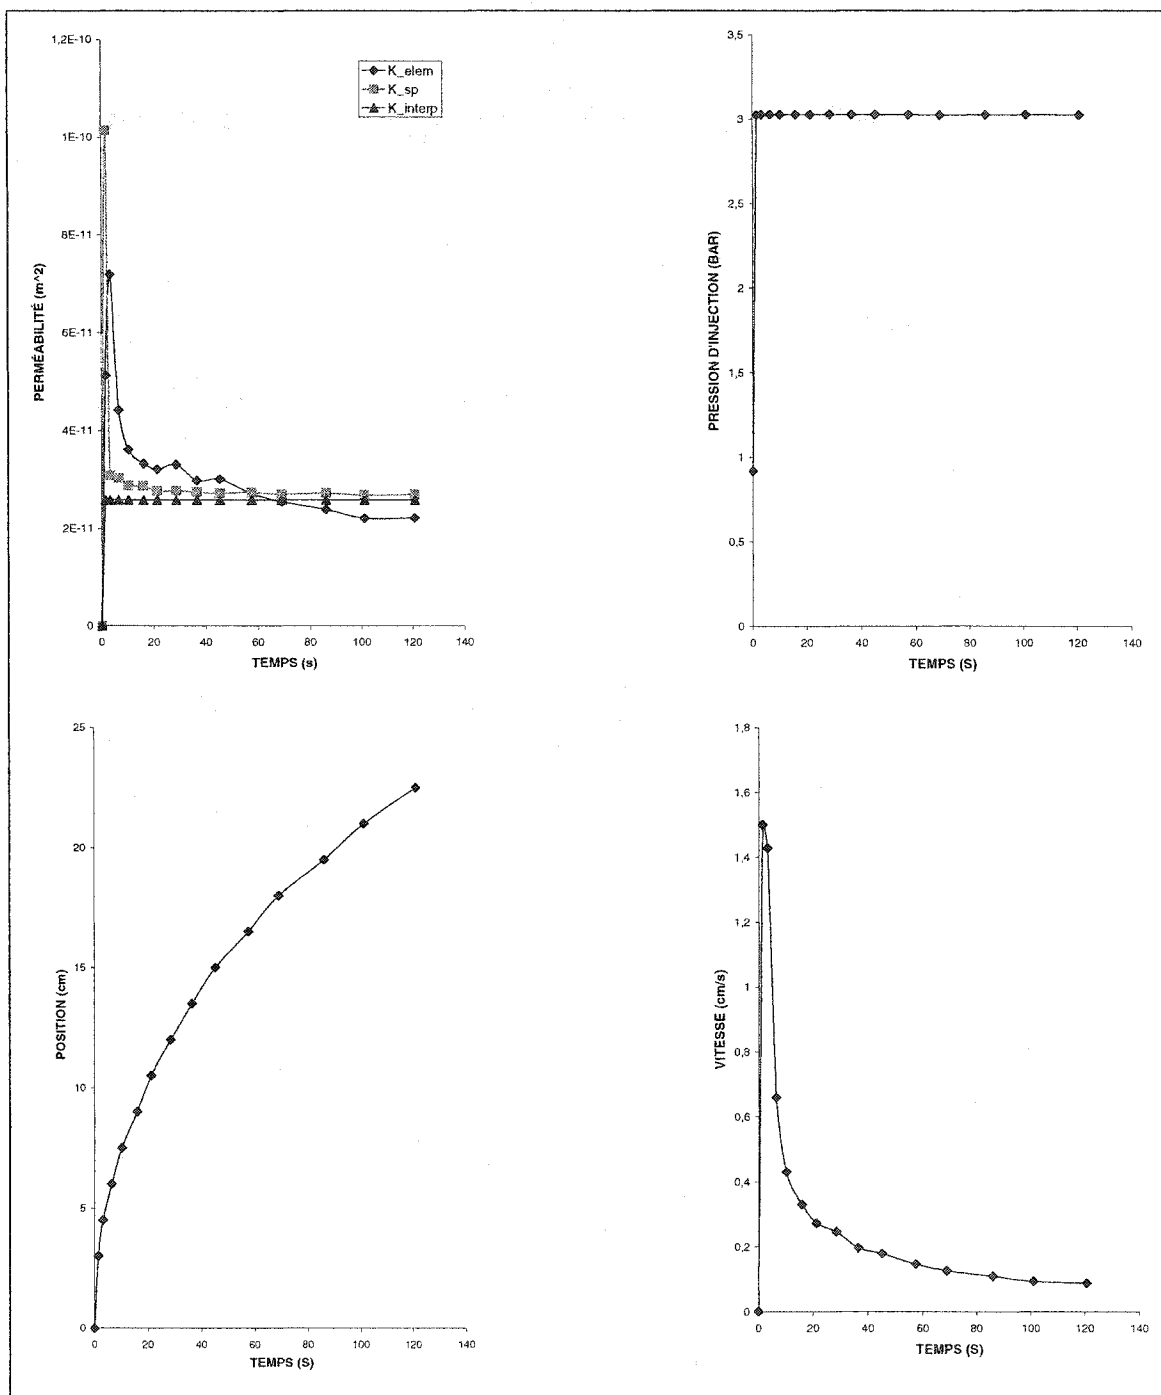 1,2E-10
1E-10
8E-11
6E-11
4E-11
2E-11
0
PERMÉABILITÉ (m^2)
K_elem
K_sp
K_interp
0 20 40 60 80 100 120 140
TEMPS (s)
3,5
3
2,5
2
1,5
1
0,5
0
PRESSION D'INJECTION (BAR)
0 20 40 60 80 100 120 140
TEMPS (S)
25
20
15
10
5
0
POSITION (cm)
0 20 40 60 80 100 120 140
TEMPS (S)
1,8
1,6
1,4
1,2
1
0,8
0,6
0,4
0,2
0
VITESSE (cm/s)
0 20 40 60 80 100 120 140
TEMPS (S)